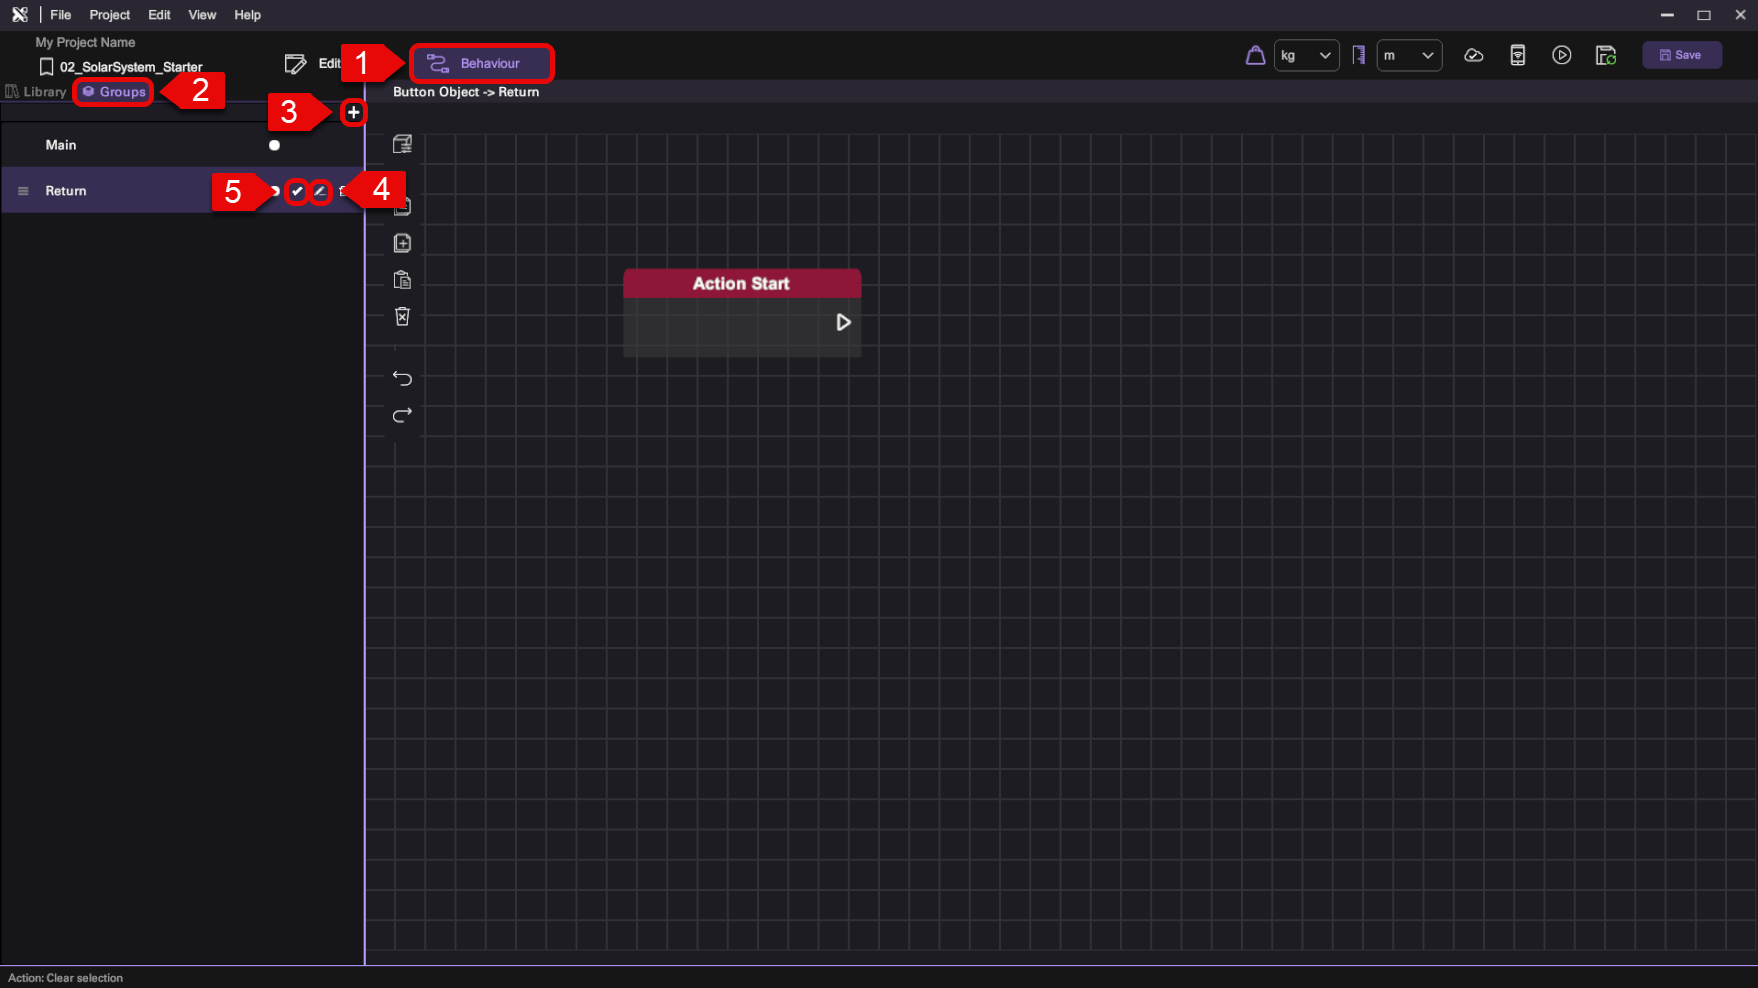 File Project Edit View Help
My Project Name
02_SolarSystem_Starter
Edit
1
Behaviour
kg
m
Save
Library
Groups
2
Button Object -> Return
3
Main
Return
5
4
Action Start
Action: Clear selection